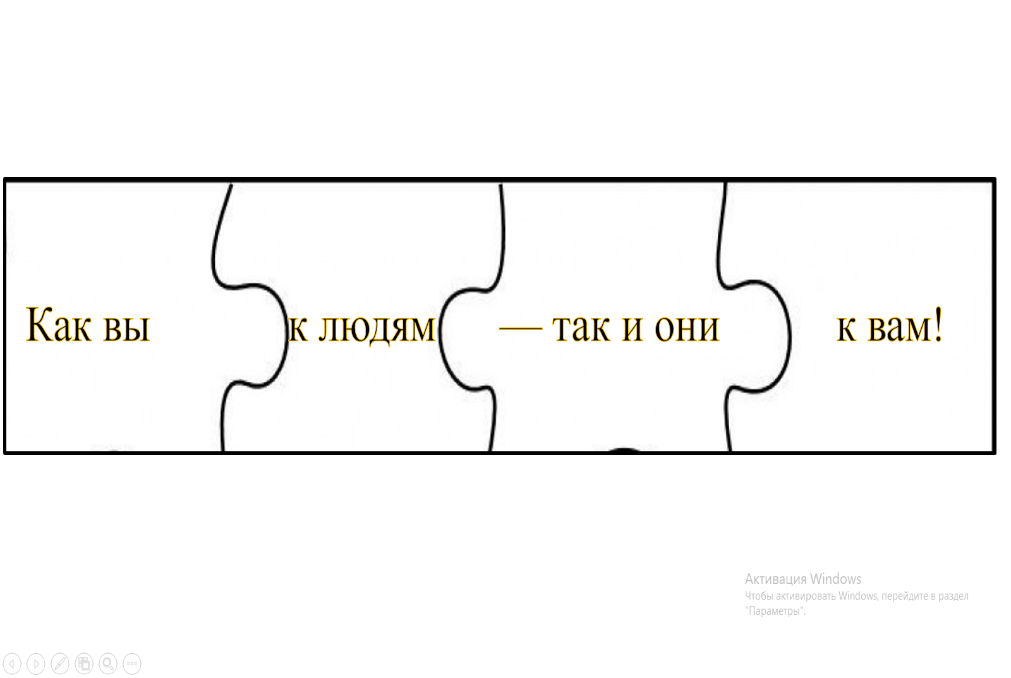 Как вы к людям — так и они к вам!
Активация Windows
Чтобы активировать Windows, перейдите в раздел
"Параметры".